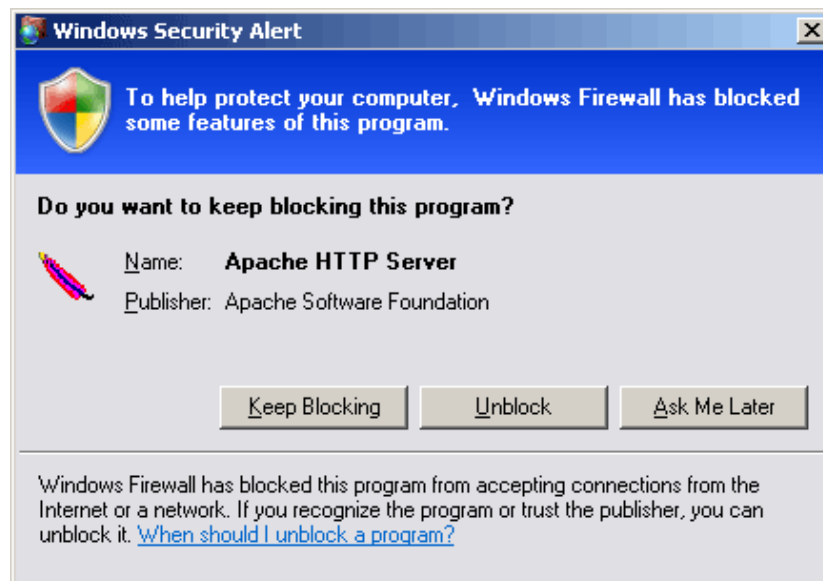 Windows Security Alert
To help protect your computer, Windows Firewall has blocked
some features of this program.
Do you want to keep blocking this program?
Name: Apache HTTP Server
Publisher: Apache Software Foundation
Keep Blocking Unblock Ask Me Later
Windows Firewall has blocked this program from accepting connections from the
Internet or a network. If you recognize the program or trust the publisher, you can
unblock it. When should I unblock a program?